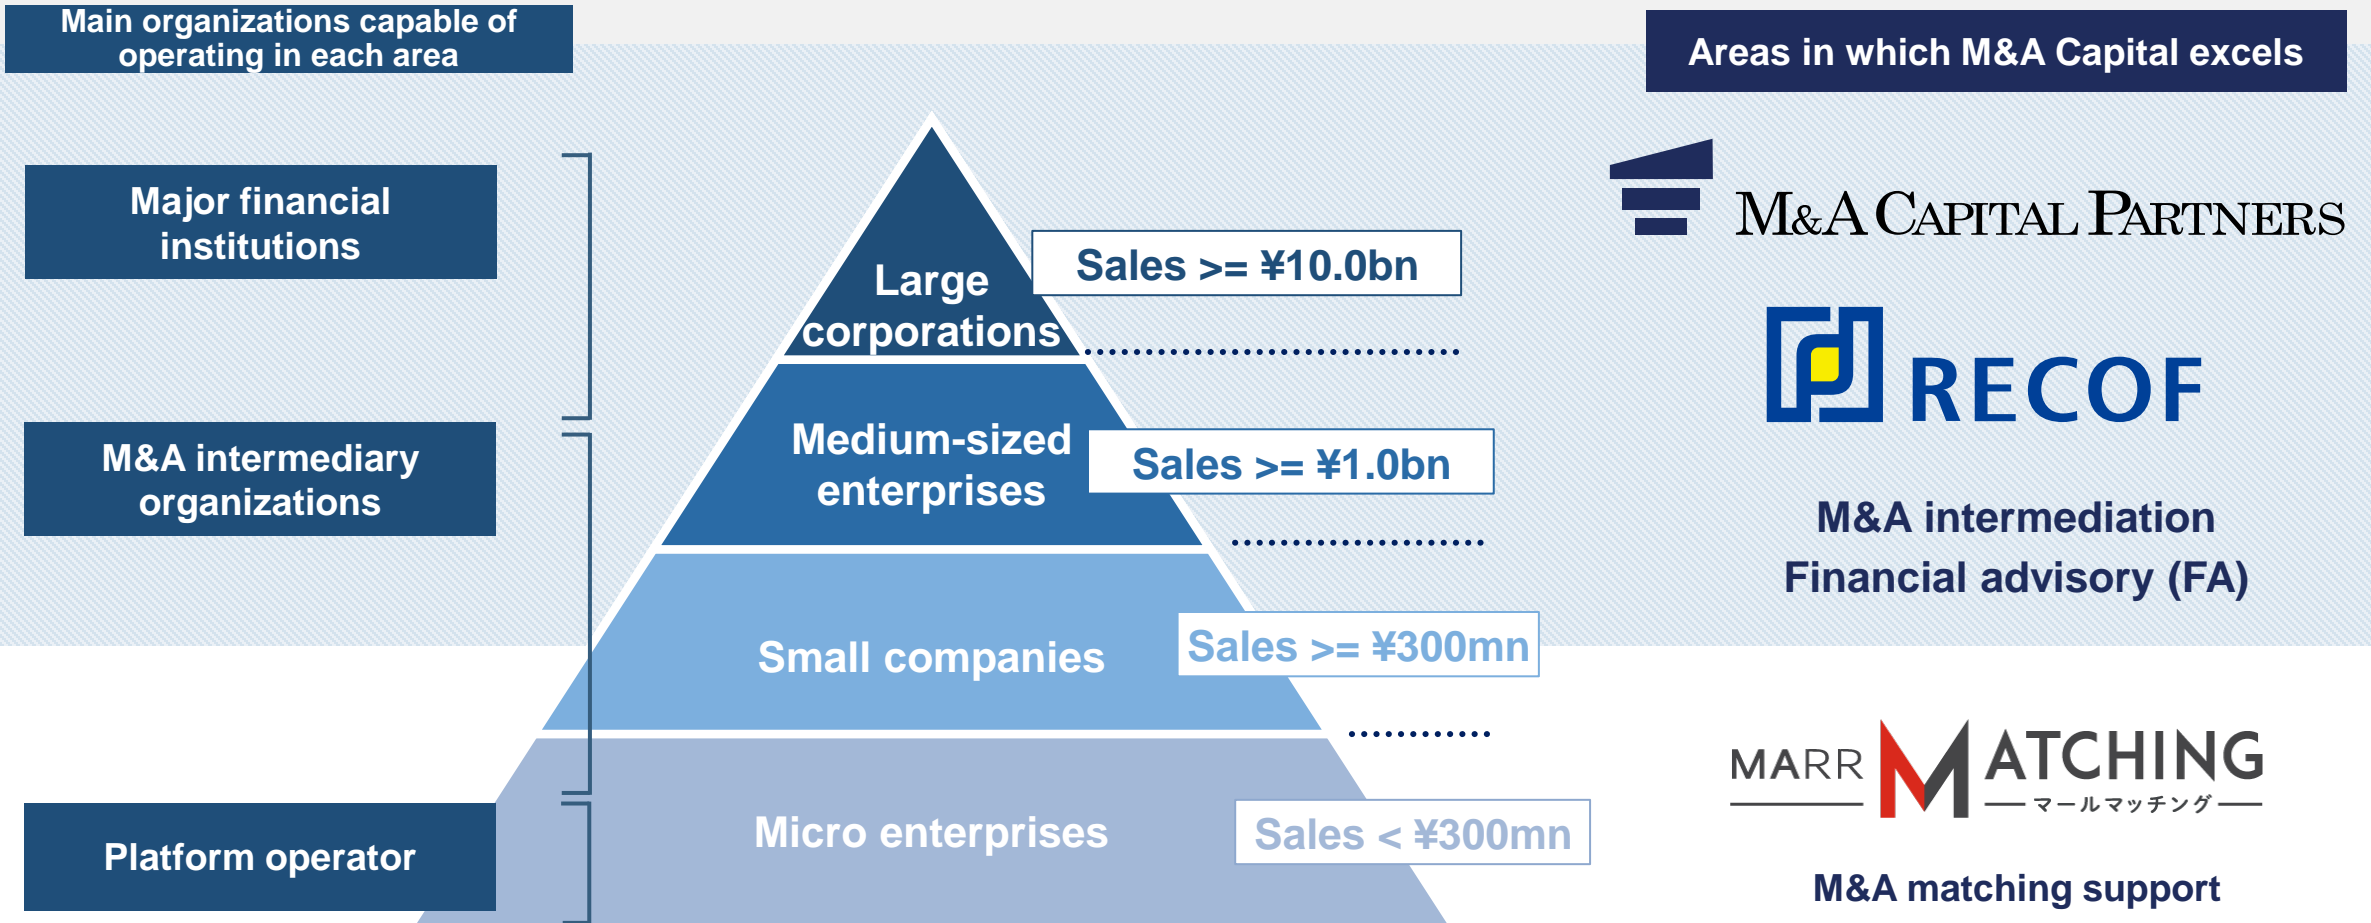 Main organizations capable of
operating in each area
Areas in which M&A Capital excels
Major financial
institutions
M&A intermediary
organizations
Platform operator
Large
corporations
Sales >= ¥10.0bn
Medium-sized
enterprises
Sales >= ¥1.0bn
Small companies
Sales >= ¥300mn
Micro enterprises
Sales < ¥300mn
M&A CAPITAL PARTNERS
RECOF
M&A intermediation
Financial advisory (FA)
MARR MATCHING
マールマッチング
M&A matching support